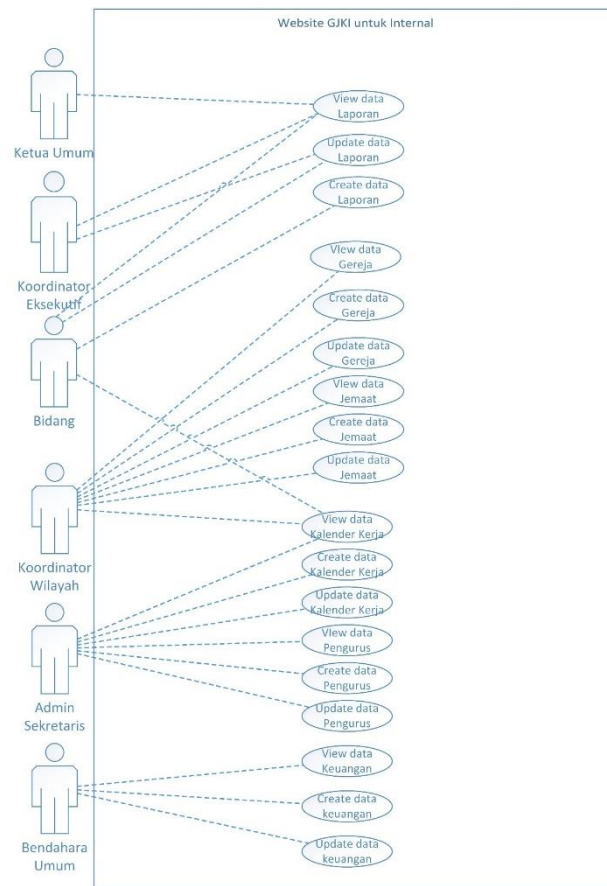 Website GJKI untuk Internal
Ketua Umum
Koordinator
Eksekutif
Bidang
Koordinator
Wilayah
Admin
Sekretaris
Bendahara
Umum
View data
Laporan
Update data
Laporan
Create data
Laporan
VIew data
Gereja
Create data
Gereja
Update data
Gereja
VIew data
Jemaat
Create data
Jemaat
Update data
Jemaat
View data
Kalender Kerja
Create data
Kalender Kerja
Update data
Kalender Kerja
VIew data
Pengurus
Create data
Pengurus
Update data
Pengurus
View data
Keuangan
Create data
keuangan
Update data
keuangan